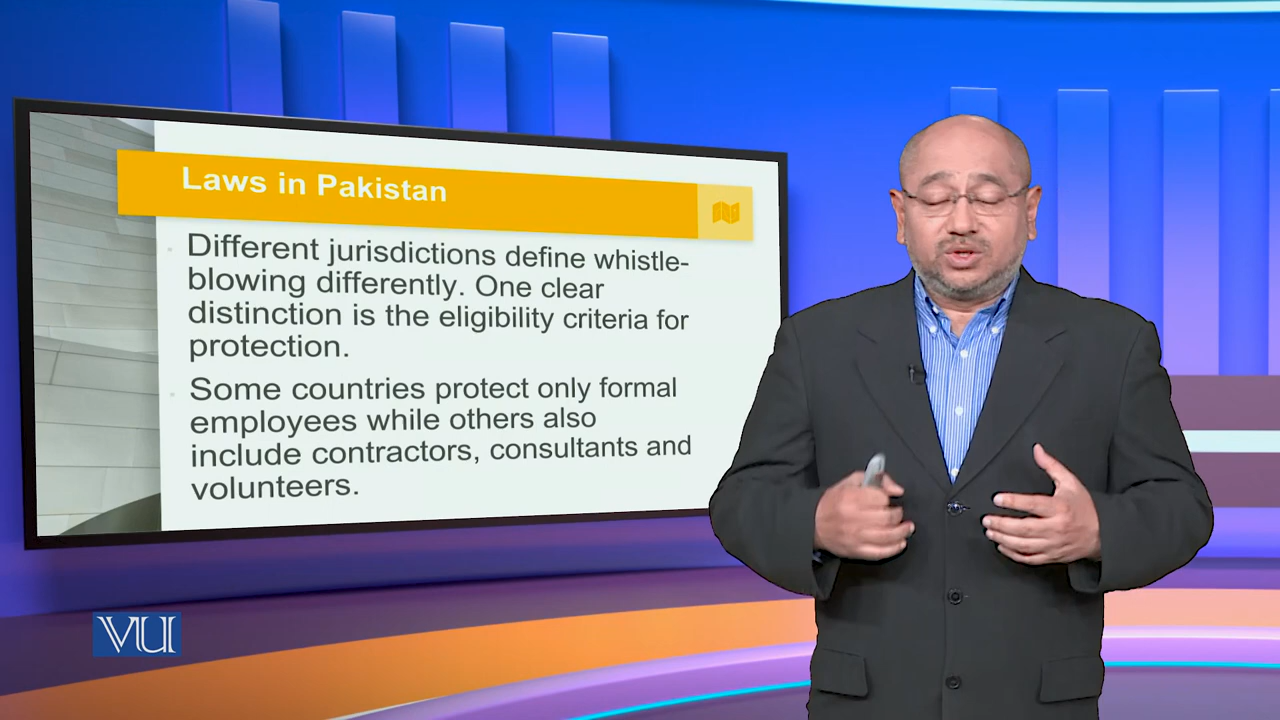 Laws in Pakistan
Different jurisdictions define whistle-
blowing differently. One clear
distinction is the eligibility criteria for
protection.
Some countries protect only formal
employees while others also
include contractors, consultants and
volunteers.
VU